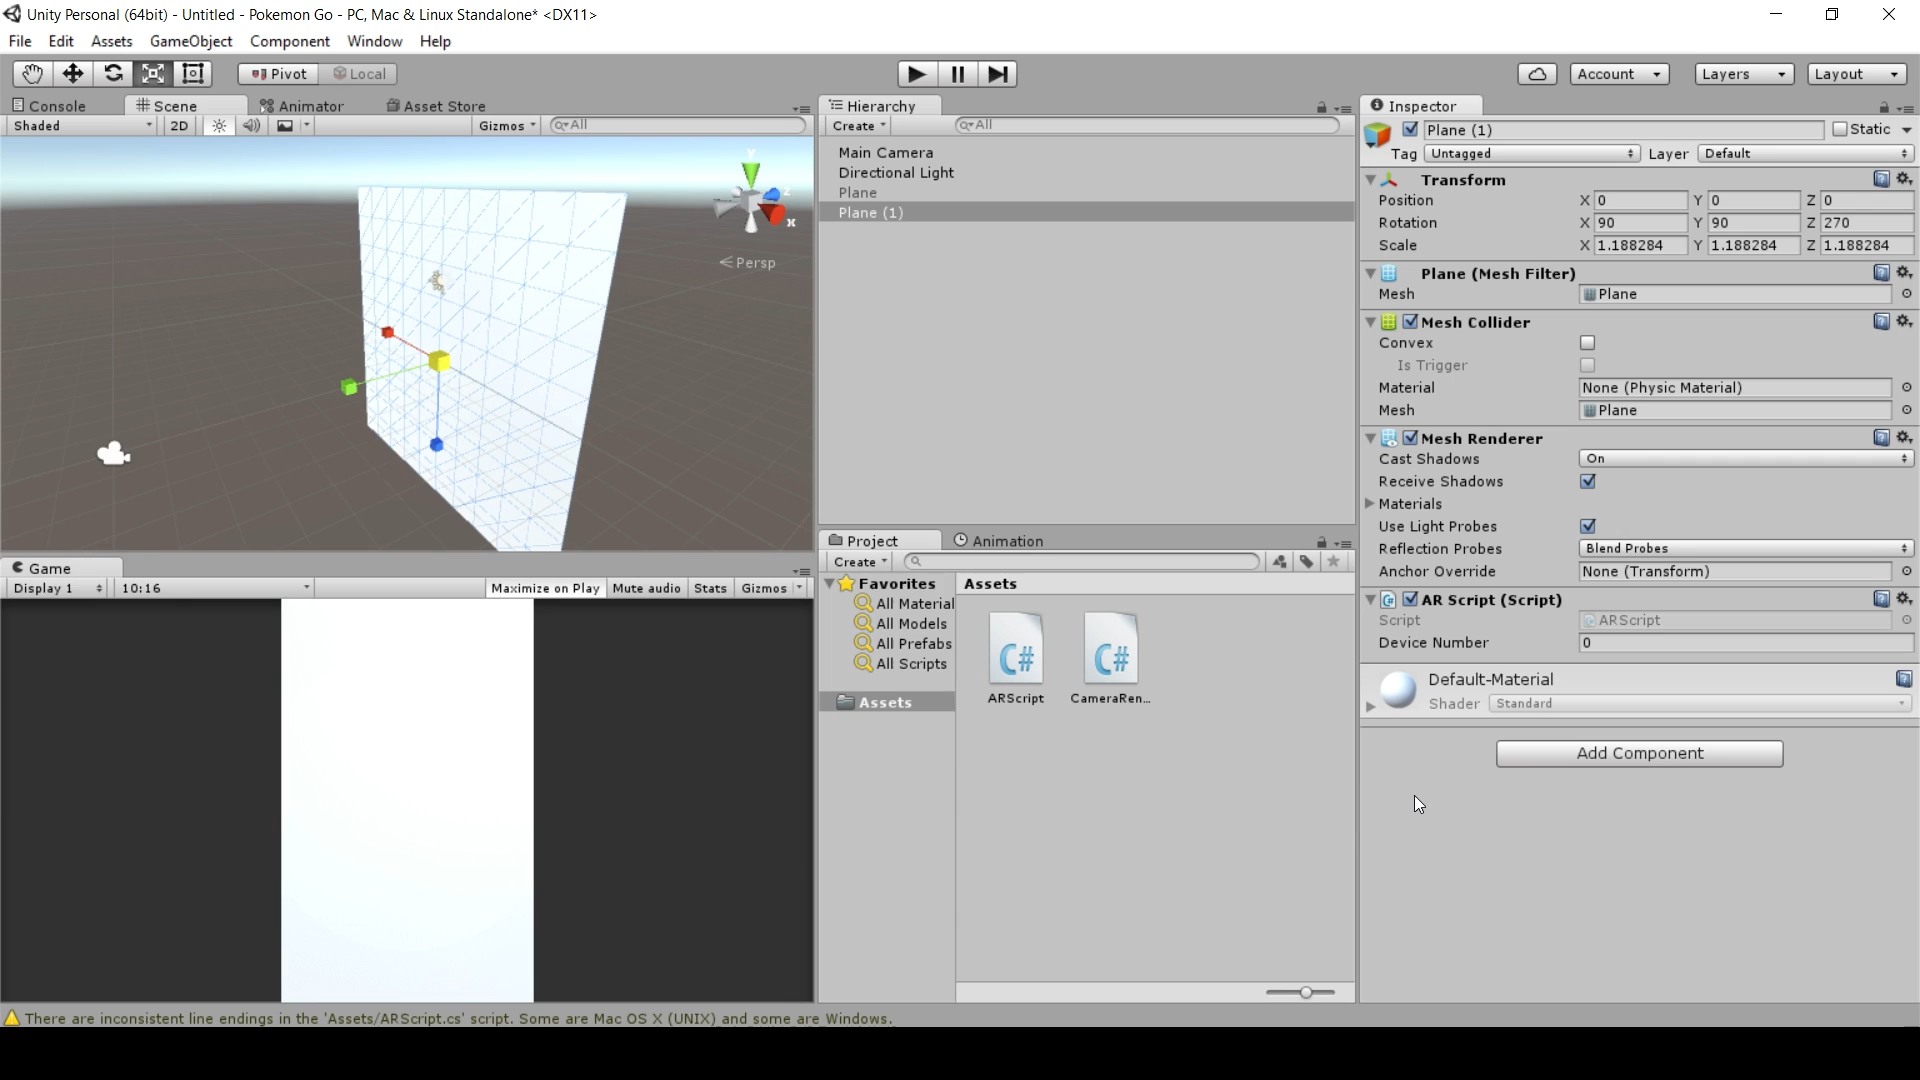 Unity Personal (64bit) - Untitled - Pokemon Go - PC, Mac & Linux Standalone* <DX11>
File Edit Assets GameObject Component Window Help
Pivot Local
Account Layers Layout
Console Scene Animator Asset Store
Shaded 2D Gizmos All
y
z
x
Persp
Game
Display 1 10:16 Maximize on Play Mute audio Stats Gizmos
Hierarchy
Create All
Main Camera
Directional Light
Plane
Plane (1)
Project Animation
Create
Favorites
All Material
All Models
All Prefabs
All Scripts
Assets
Assets
C# C#
ARScript CameraRen...
Inspector
Plane (1) Static
Tag Untagged Layer Default
Transform
Position X 0 Y 0 Z 0
Rotation X 90 Y 90 Z 270
Scale X 1.188284 Y 1.188284 Z 1.188284
Plane (Mesh Filter)
Mesh Plane
Mesh Collider
Convex
Is Trigger
Material None (Physic Material)
Mesh Plane
Mesh Renderer
Cast Shadows On
Receive Shadows
Materials
Use Light Probes
Reflection Probes Blend Probes
Anchor Override None (Transform)
AR Script (Script)
Script ARScript
Device Number 0
Default-Material
Shader Standard
Add Component
There are inconsistent line endings in the 'Assets/ARScript.cs' script. Some are Mac OS X (UNIX) and some are Windows.